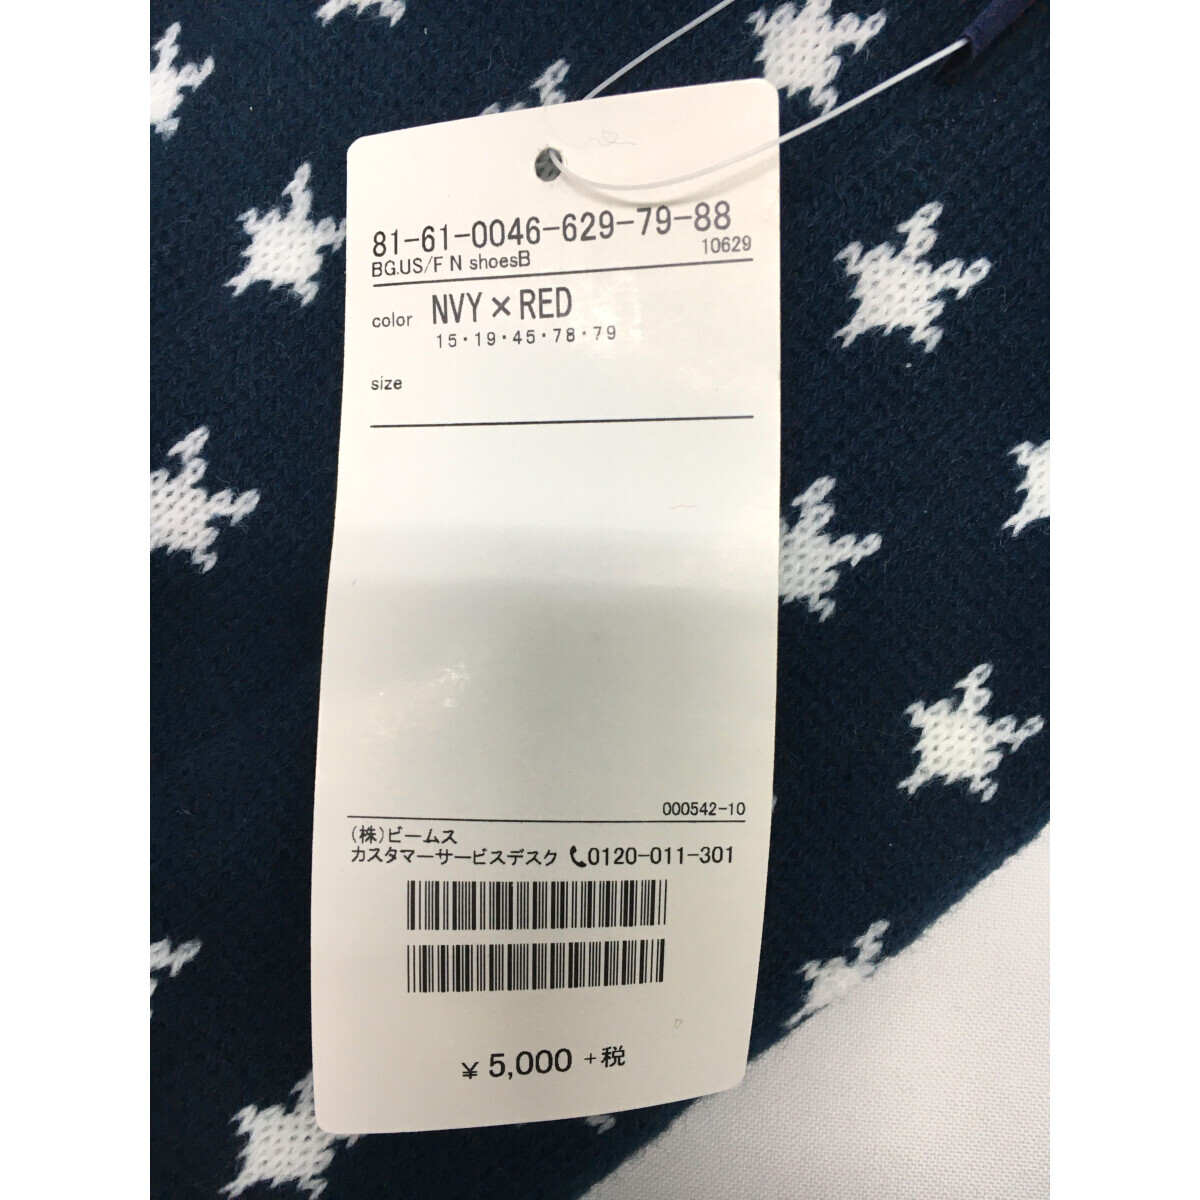 81-61-0046-629-79-88
BG.US/F N shoesB 10629
color NVY×RED
15・19・45・78・79
size
000542-10
(株)ビームス
カスタマーサービスデスク 0120-011-301
¥ 5,000 +税